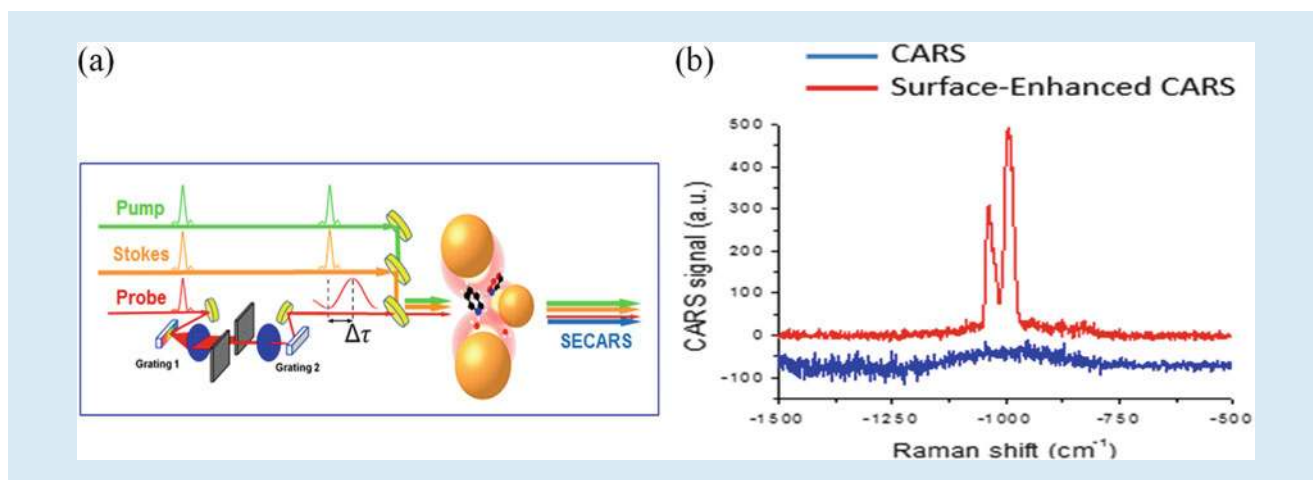 (a)
Pump
Stokes
Probe
Δτ
Grating 1
Grating 2
SECARS
(b)
CARS
Surface-Enhanced CARS
500
400
300
200
100
0
-100
CARS signal (a.u.)
-1500 -1250 -1000 -750 -500
Raman shift (cm⁻¹)